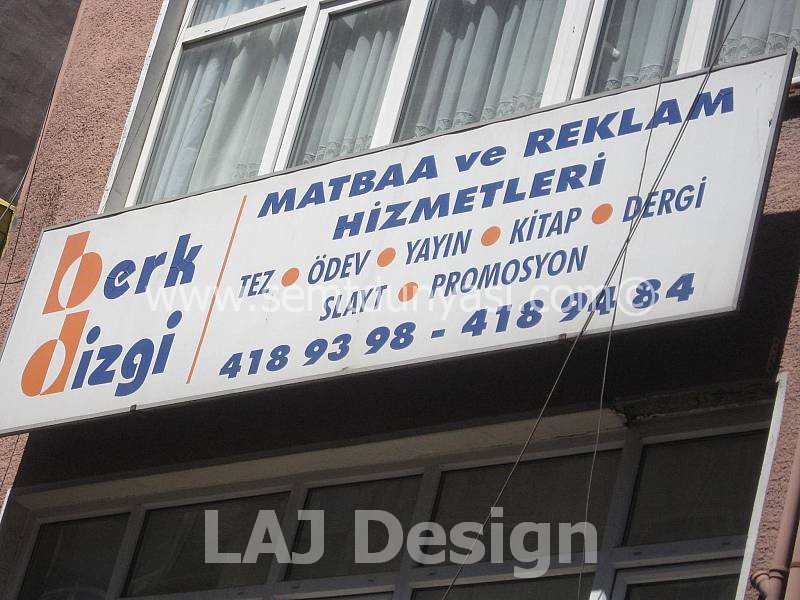 berk
dizgi
MATBAA ve REKLAM
HİZMETLERİ
TEZ • ÖDEV • YAYIN • KİTAP • DERGİ
SLAYT • PROMOSYON
418 93 98 - 418 94 84
www.semtdunyasi.com©
LAJ Design